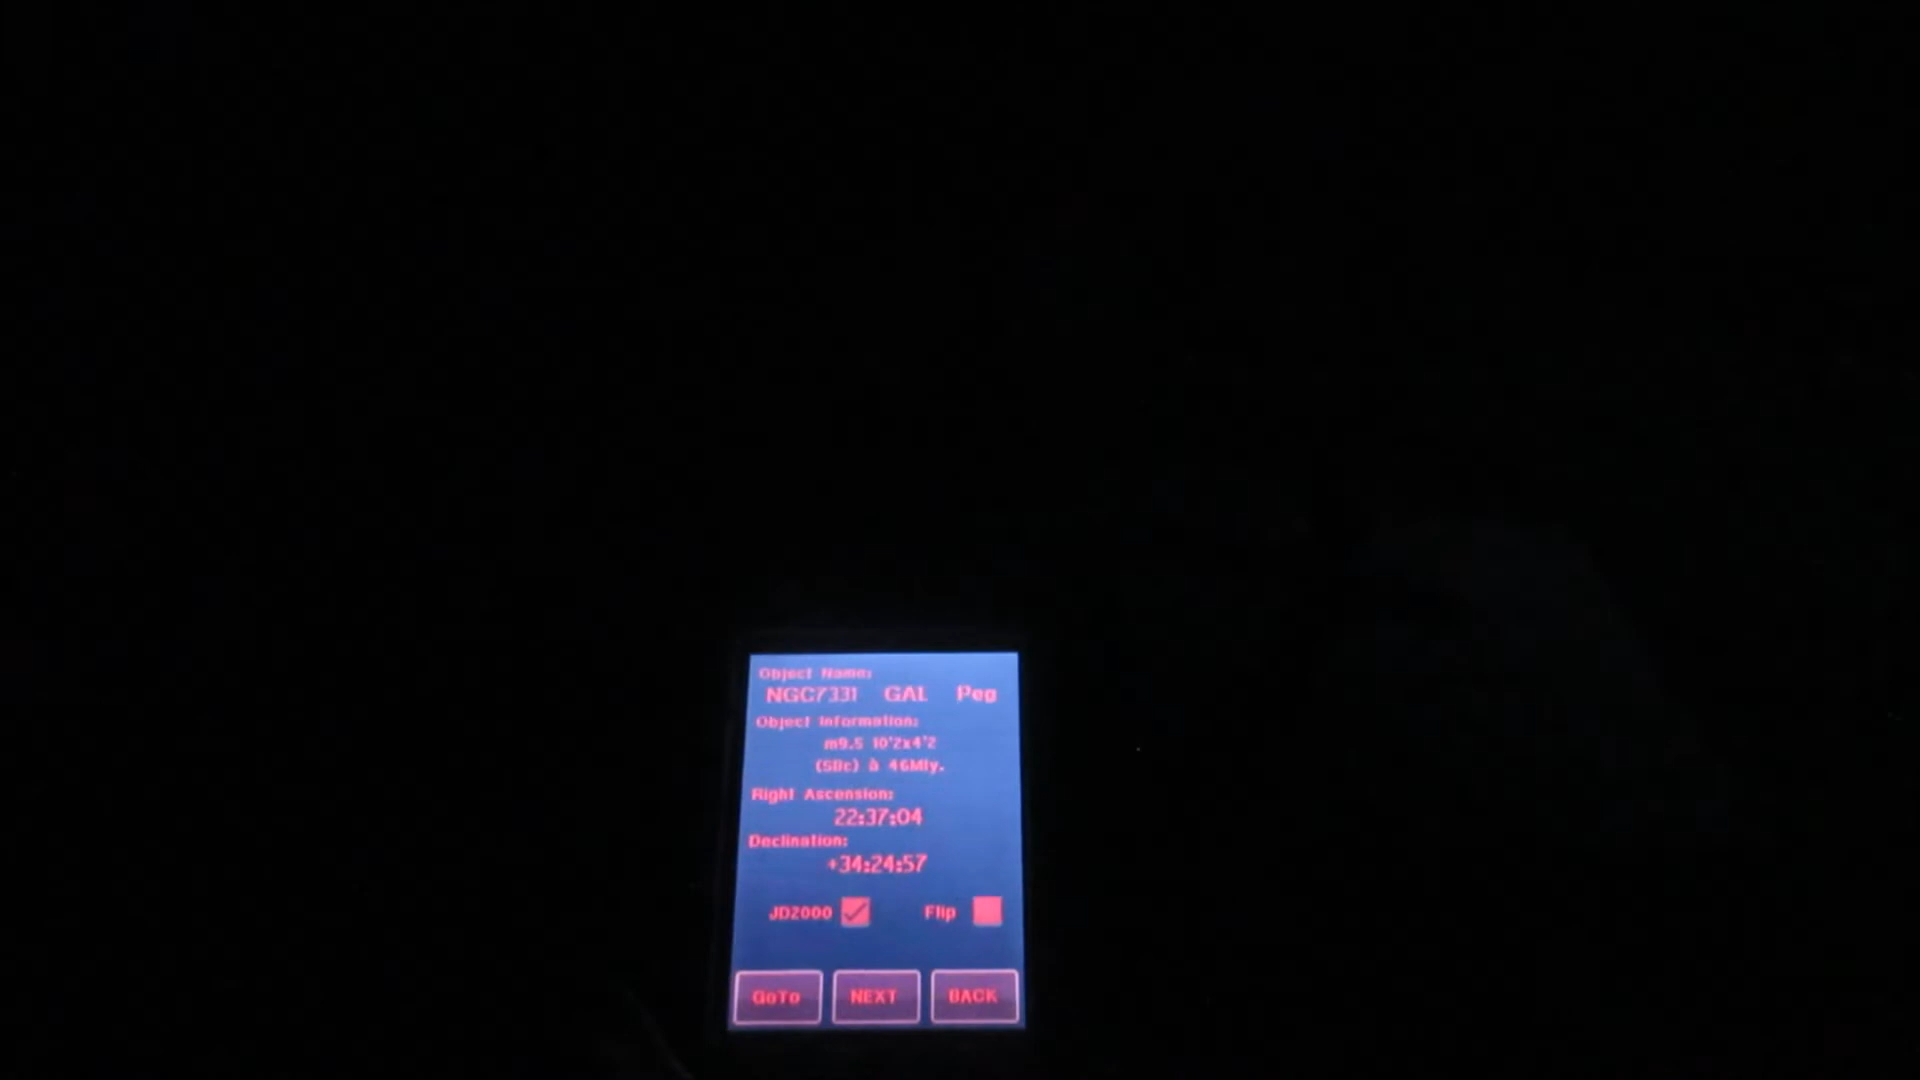 Object Name:
NGC7331 GAL Peg
Object Information:
m9.5 10'2x4'2
(SBc) à 46Mly.
Right Ascension:
22:37:04
Declination:
+34:24:57
JD2000 Flip
GoTo NEXT BACK